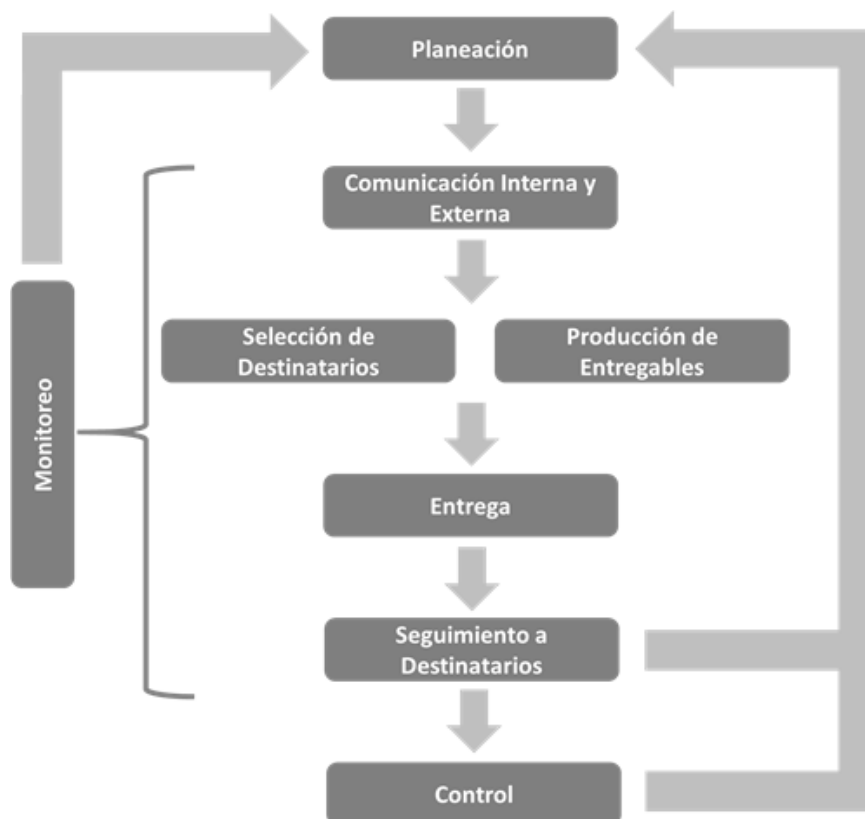 Planeación
Comunicación Interna y
Externa
Selección de
Destinatarios
Producción de
Entregables
Monitoreo
Entrega
Seguimiento a
Destinatarios
Control